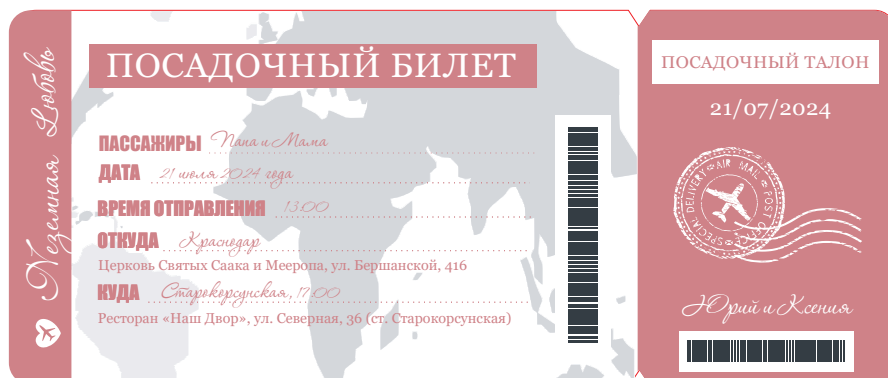 Неземная Любовь
ПОСАДОЧНЫЙ БИЛЕТ
ПАССАЖИРЫ Папа и Мама
ДАТА 21 июля 2024 года
ВРЕМЯ ОТПРАВЛЕНИЯ 13:00
ОТКУДА Краснодар
Церковь Святых Саака и Месропа, ул. Бершанской, 416
КУДА Старокорсунская, 17:00
Ресторан «Наш Двор», ул. Северная, 36 (ст. Старокорсунская)
ПОСАДОЧНЫЙ ТАЛОН
21/07/2024
SPECIAL DELIVERY AIR MAIL POST OFFICE
Юрий и Ксения